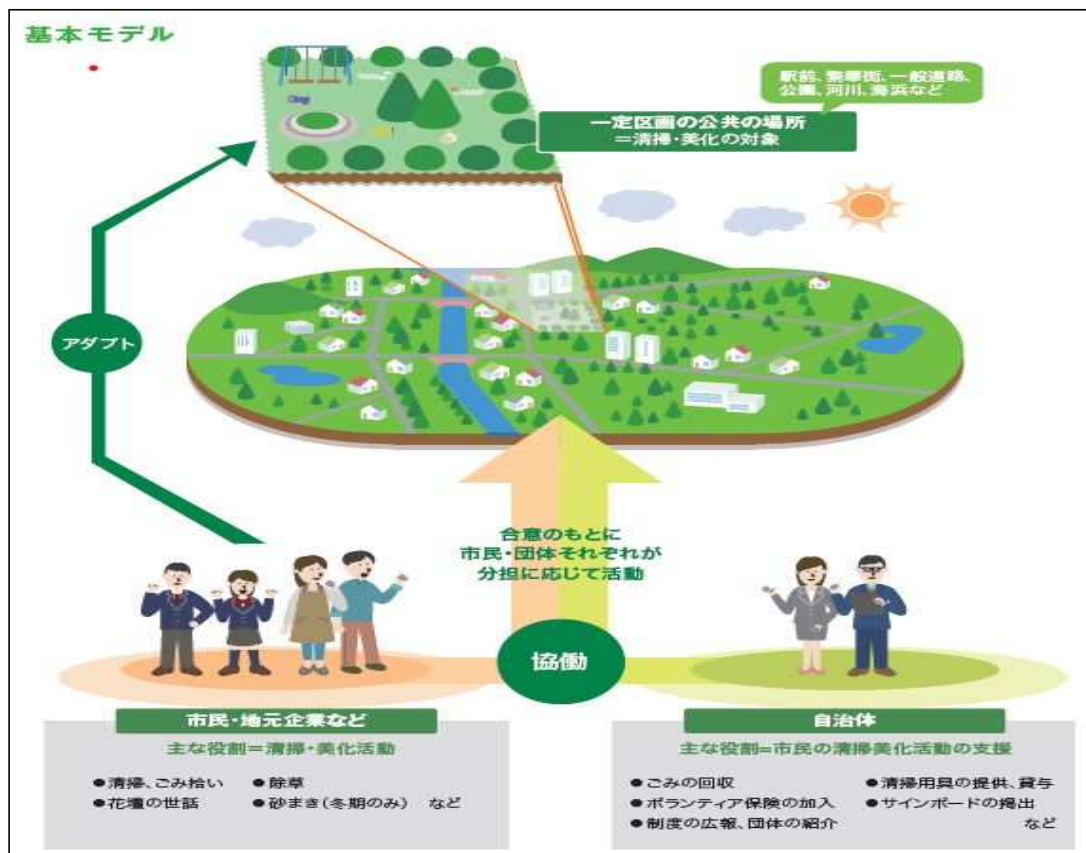 基本モデル
駅前、繁華街、一般道路、
公園、河川、海浜など
一定区画の公共の場所
=清掃・美化の対象
アダプト
合意のもとに
市民・団体それぞれが
分担に応じて活動
協働
市民・地元企業など
主な役割=清掃・美化活動
●清掃、ごみ拾い ●除草
●花壇の世話 ●砂まき(冬期のみ) など
自治体
主な役割=市民の清掃美化活動の支援
●ごみの回収 ●清掃用具の提供、貸与
●ボランティア保険の加入 ●サインボードの掲出
●制度の広報、団体の紹介 など